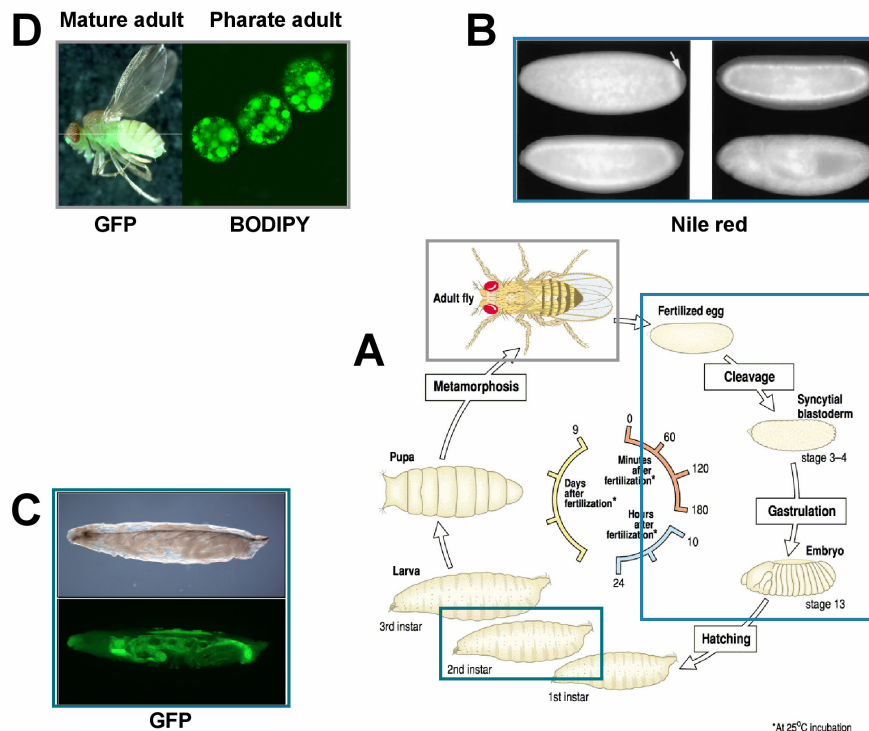 D
Mature adult
Pharate adult
GFP
BODIPY
B
Nile red
A
Adult fly
Fertilized egg
Cleavage
Syncytial
blastoderm
stage 3–4
Gastrulation
Embryo
stage 13
Hatching
1st instar
2nd instar
3rd instar
Larva
Pupa
Metamorphosis
0
60
120
180
Minutes
after
fertilization*
Hours
after
fertilization*
10
24
9
Days
after
fertilization*
*At 25⁰C incubation
C
GFP